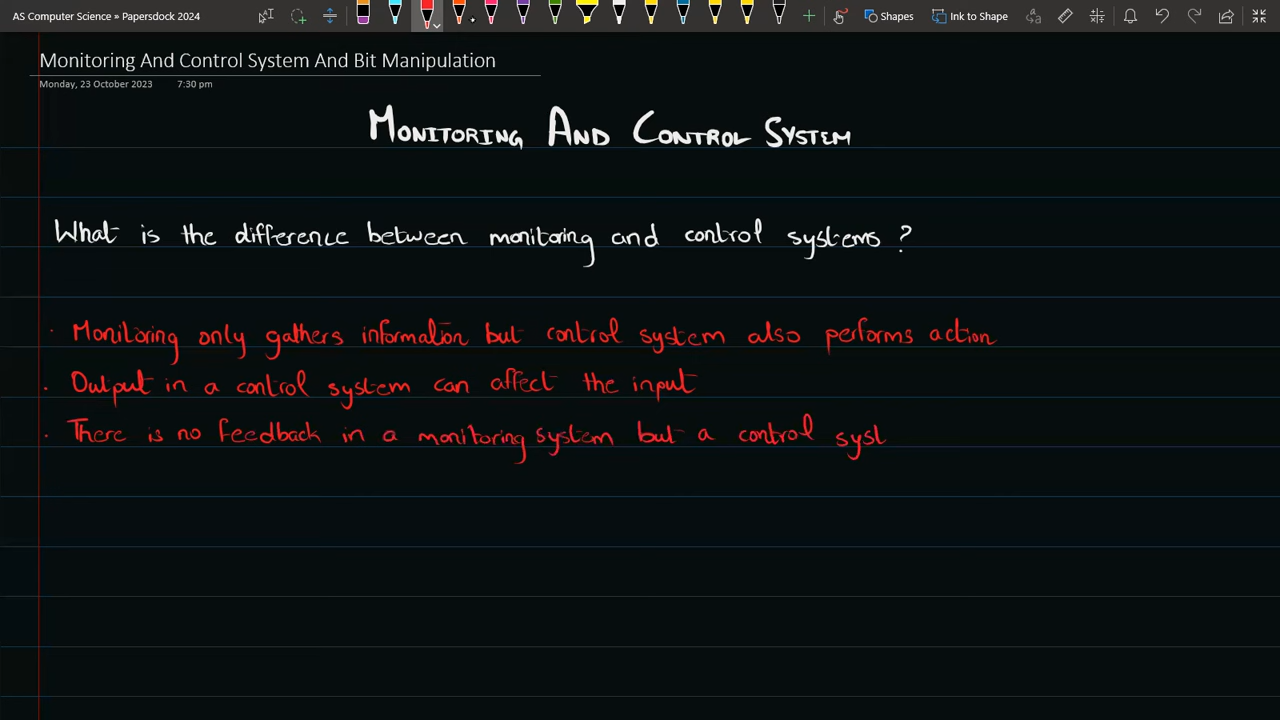 AS Computer Science » Papersdock 2024
Shapes
Ink to Shape
Monitoring And Control System And Bit Manipulation
Monday, 23 October 2023 7:30 pm
MONITORING AND CONTROL SYSTEM
What is the difference between monitoring and control systems ?
· Monitoring only gathers information but control system also performs action
· Output in a control system can affect the input
· There is no feedback in a monitoring system but a control syst